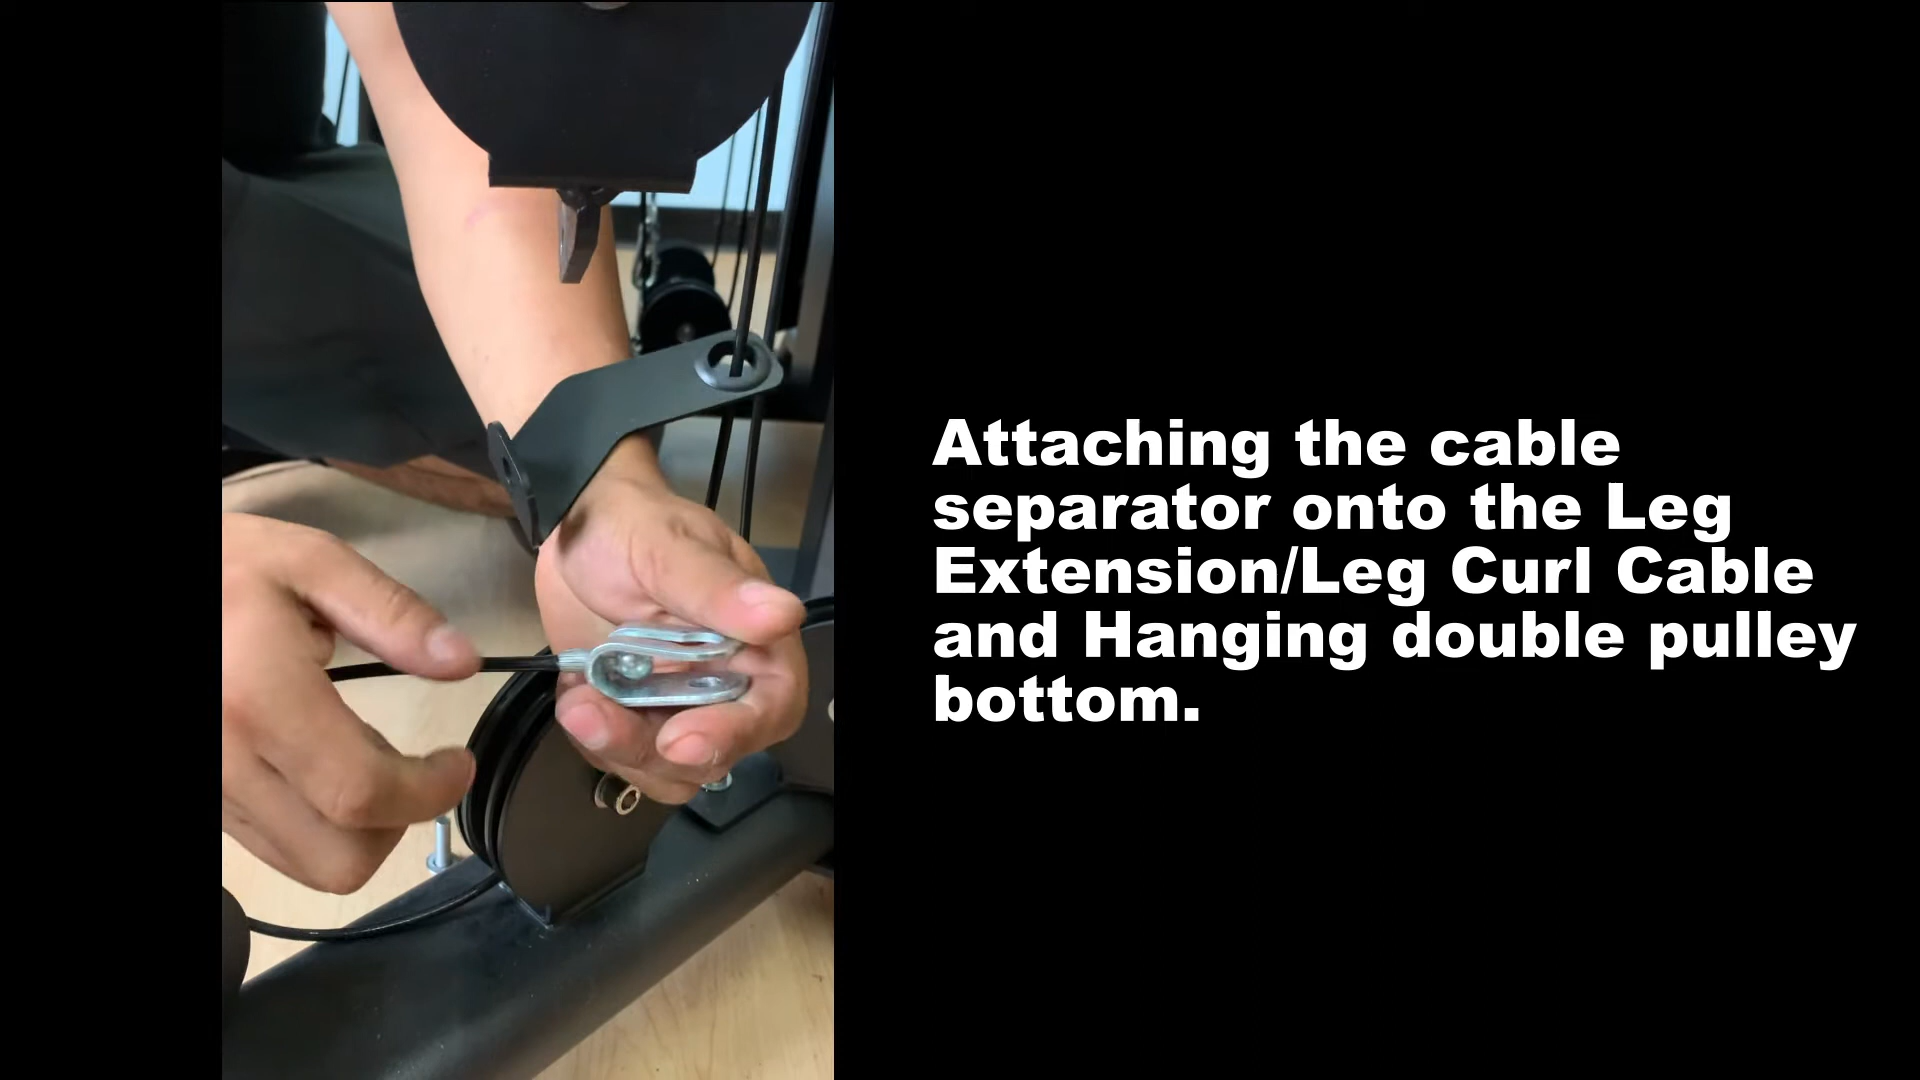 Attaching the cable
separator onto the Leg
Extension/Leg Curl Cable
and Hanging double pulley
bottom.